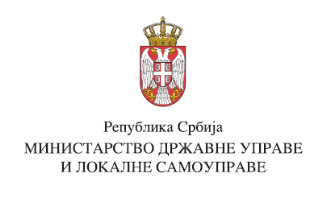 Република Србија
МИНИСТАРСТВО ДРЖАВНЕ УПРАВЕ
И ЛОКАЛНЕ САМОУПРАВЕ